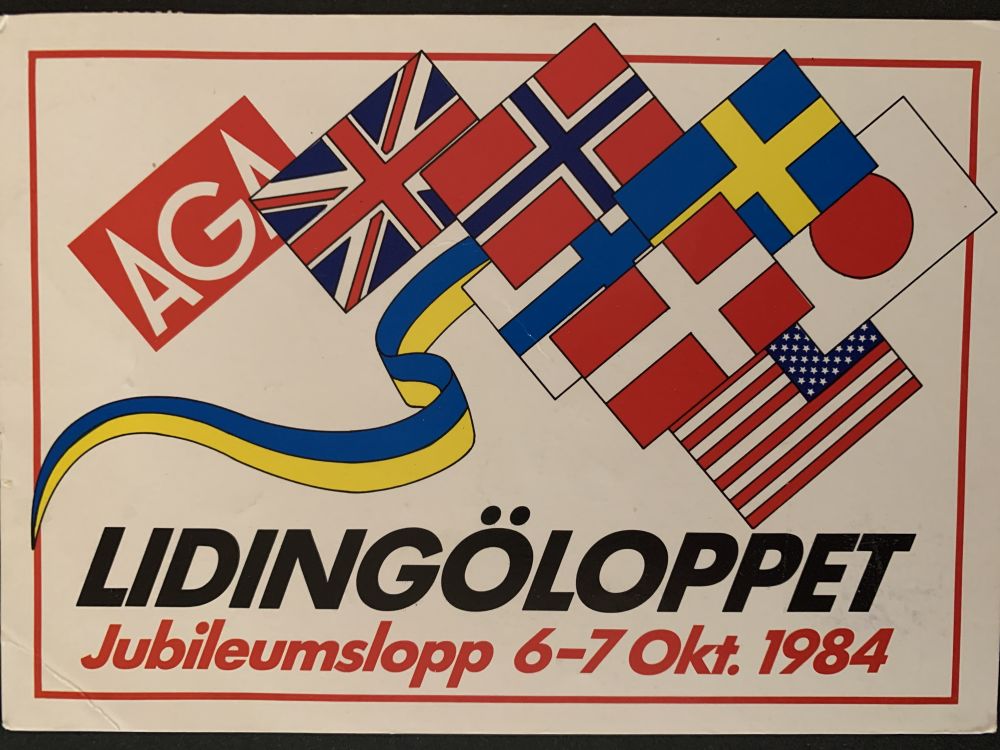 AGA
LIDINGÖLOPPET
Jubileumslopp 6-7 Okt. 1984